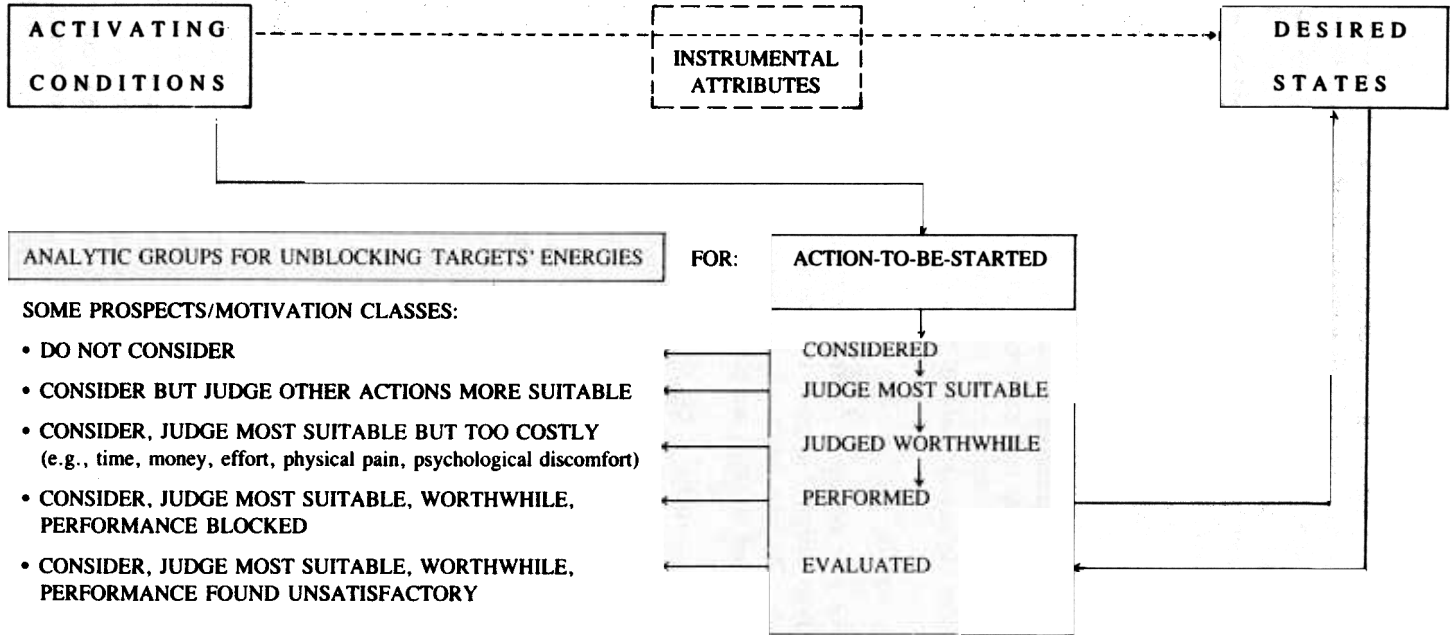 ACTIVATING
CONDITIONS
INSTRUMENTAL
ATTRIBUTES
DESIRED
STATES
ANALYTIC GROUPS FOR UNBLOCKING TARGETS' ENERGIES
FOR:
ACTION-TO-BE-STARTED
SOME PROSPECTS/MOTIVATION CLASSES:
• DO NOT CONSIDER
CONSIDERED
• CONSIDER BUT JUDGE OTHER ACTIONS MORE SUITABLE
JUDGE MOST SUITABLE
• CONSIDER, JUDGE MOST SUITABLE BUT TOO COSTLY
(e.g., time, money, effort, physical pain, psychological discomfort)
JUDGED WORTHWHILE
• CONSIDER, JUDGE MOST SUITABLE, WORTHWHILE,
PERFORMANCE BLOCKED
PERFORMED
• CONSIDER, JUDGE MOST SUITABLE, WORTHWHILE,
PERFORMANCE FOUND UNSATISFACTORY
EVALUATED